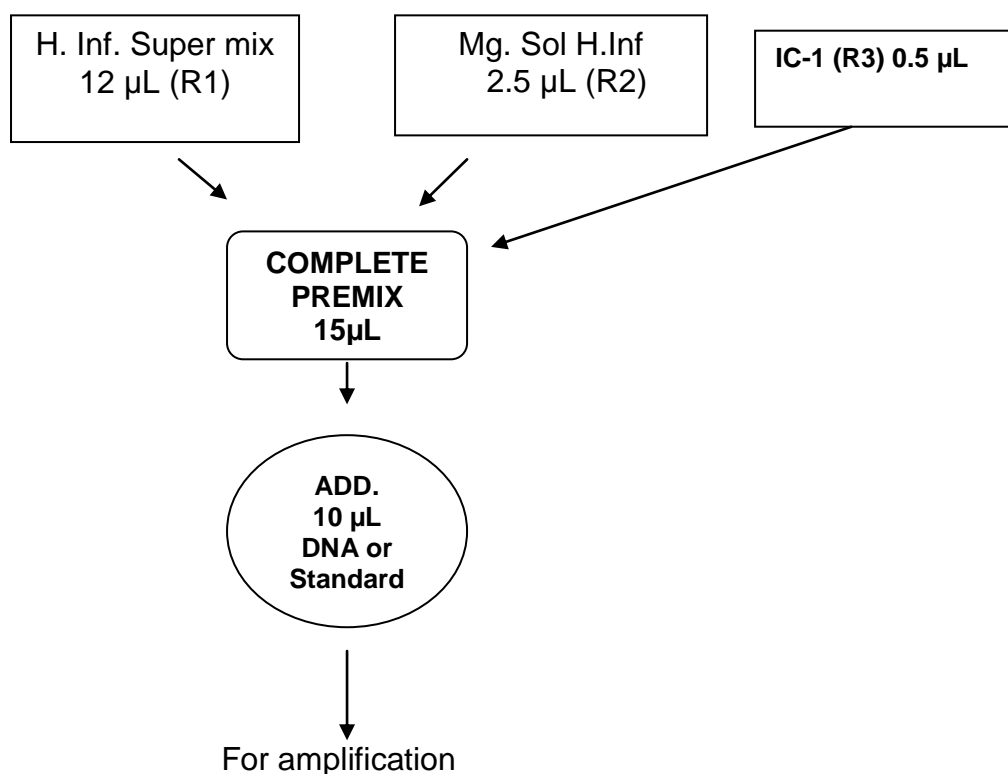 H. Inf. Super mix
12 µL (R1)
Mg. Sol H.Inf
2.5 µL (R2)
IC-1 (R3) 0.5 µL
COMPLETE
PREMIX
15µL
ADD.
10 µL
DNA or
Standard
For amplification